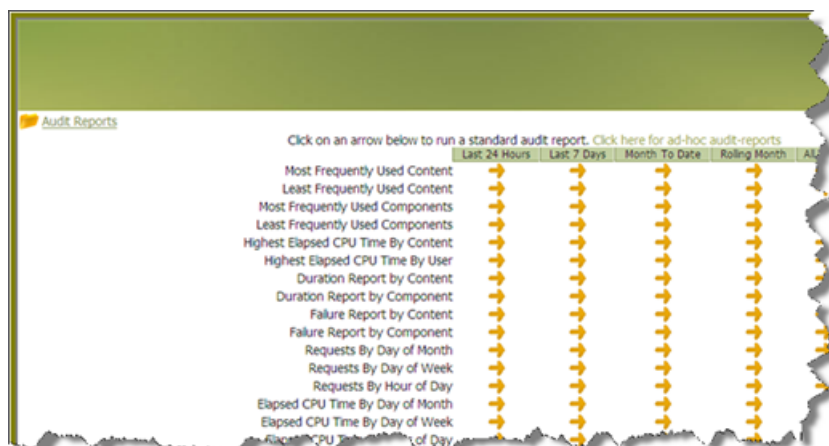 Audit Reports
Click on an arrow below to run a standard audit report. Click here for ad-hoc audit-reports
Last 24 Hours Last 7 Days Month To Date Rolling Month
Most Frequently Used Content
Least Frequently Used Content
Most Frequently Used Components
Least Frequently Used Components
Highest Elapsed CPU Time By Content
Highest Elapsed CPU Time By User
Duration Report by Content
Duration Report by Component
Failure Report by Content
Failure Report by Component
Requests By Day of Month
Requests By Day of Week
Requests By Hour of Day
Elapsed CPU Time By Day of Month
Elapsed CPU Time By Day of Week
CPU of Day